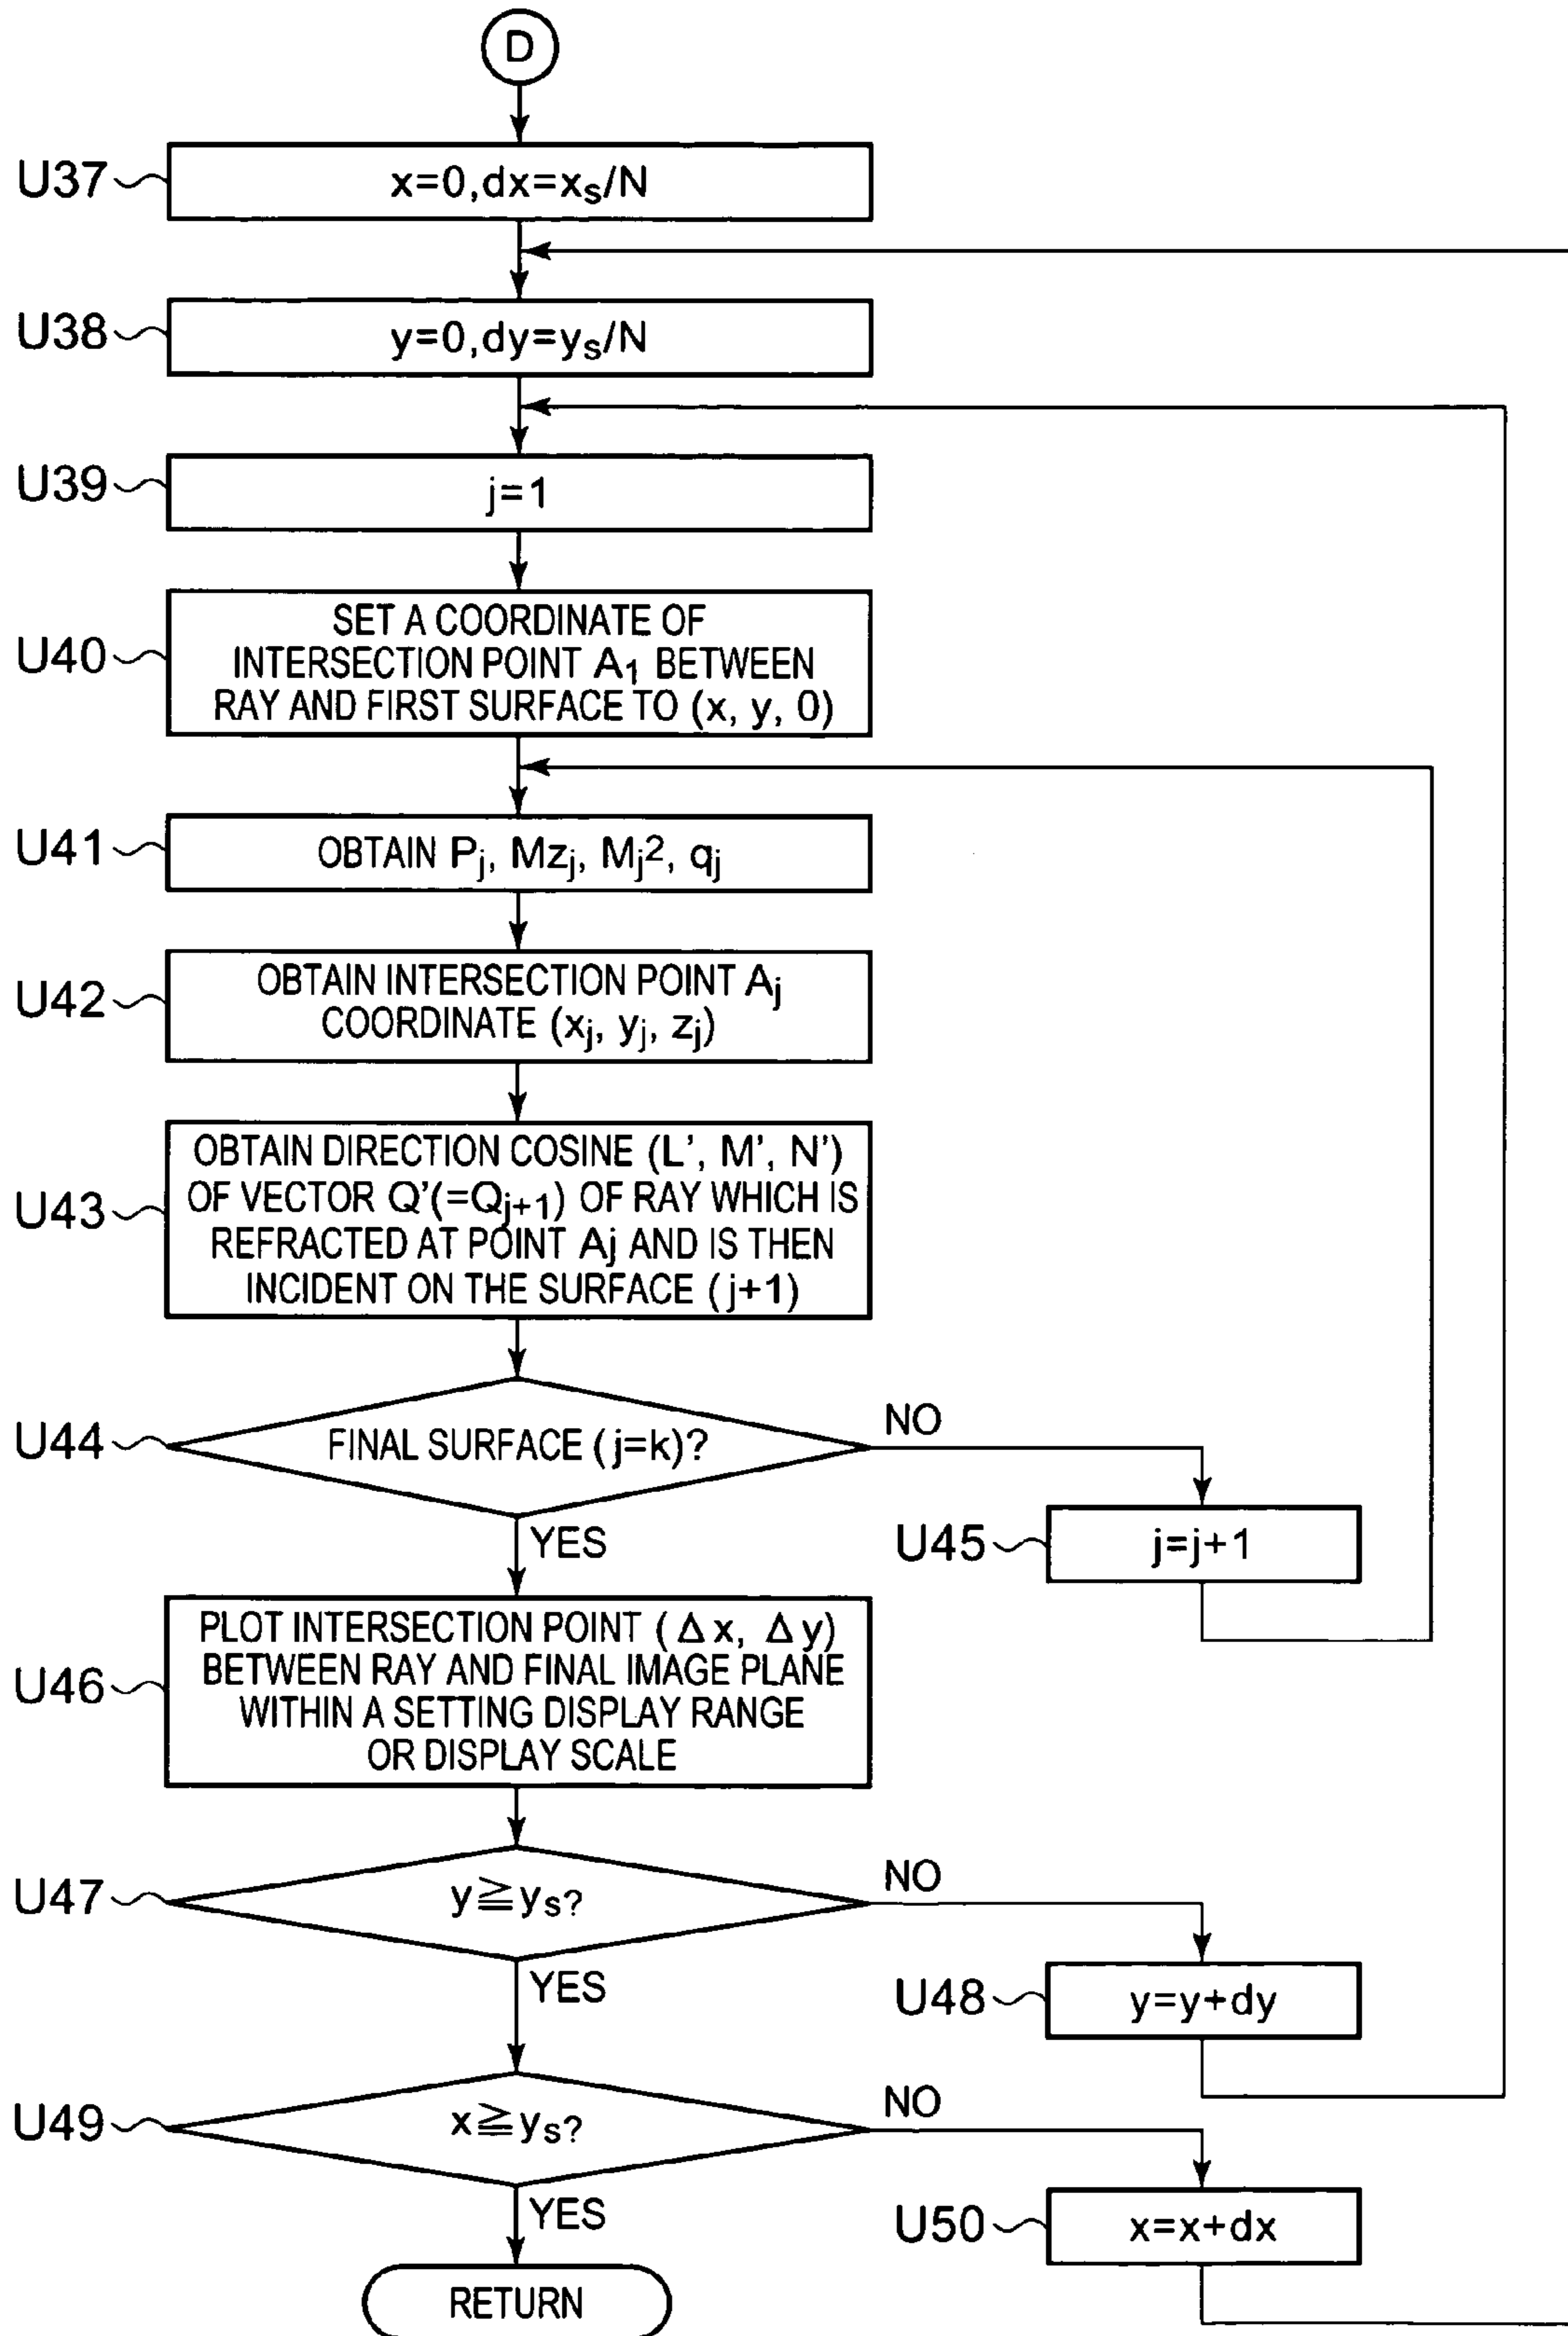 D
U37
x=0,dx=xs/N
U38
y=0,dy=ys/N
U39
j=1
U40
SET A COORDINATE OF
INTERSECTION POINT A1 BETWEEN
RAY AND FIRST SURFACE TO (x, y, 0)
U41
OBTAIN Pj, Mzj, Mj2, qj
U42
OBTAIN INTERSECTION POINT Aj
COORDINATE (xj, yj, zj)
U43
OBTAIN DIRECTION COSINE (L', M', N')
OF VECTOR Q'(=Qj+1) OF RAY WHICH IS
REFRACTED AT POINT Aj AND IS THEN
INCIDENT ON THE SURFACE (j+1)
U44
FINAL SURFACE (j=k)?
NO
YES
U45
j=j+1
U46
PLOT INTERSECTION POINT (Δx, Δy)
BETWEEN RAY AND FINAL IMAGE PLANE
WITHIN A SETTING DISPLAY RANGE
OR DISPLAY SCALE
U47
y≧ys?
NO
YES
U48
y=y+dy
U49
x≧ys?
NO
YES
U50
x=x+dx
RETURN